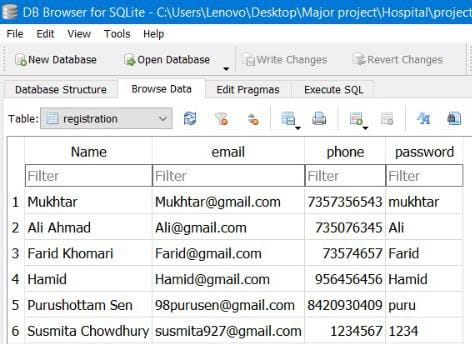 DB Browser for SQLite - C:\Users\Lenovo\Desktop\Major project\Hospital\project
File Edit View Tools Help
New Database Open Database Write Changes Revert Changes
Database Structure Browse Data Edit Pragmas Execute SQL
Table: registration
Name email phone password
Filter Filter Filter Filter
1 Mukhtar Mukhtar@gmail.com 7357356543 mukhtar
2 Ali Ahmad Ali@gmail.com 735076345 Ali
3 Farid Khomari Farid@gmail.com 73574657 Farid
4 Hamid Hamid@gmail.com 956456456 Hamid
5 Purushottam Sen 98purusen@gmail.com 8420930409 puru
6 Susmita Chowdhury susmita927@gmail.com 1234567 1234